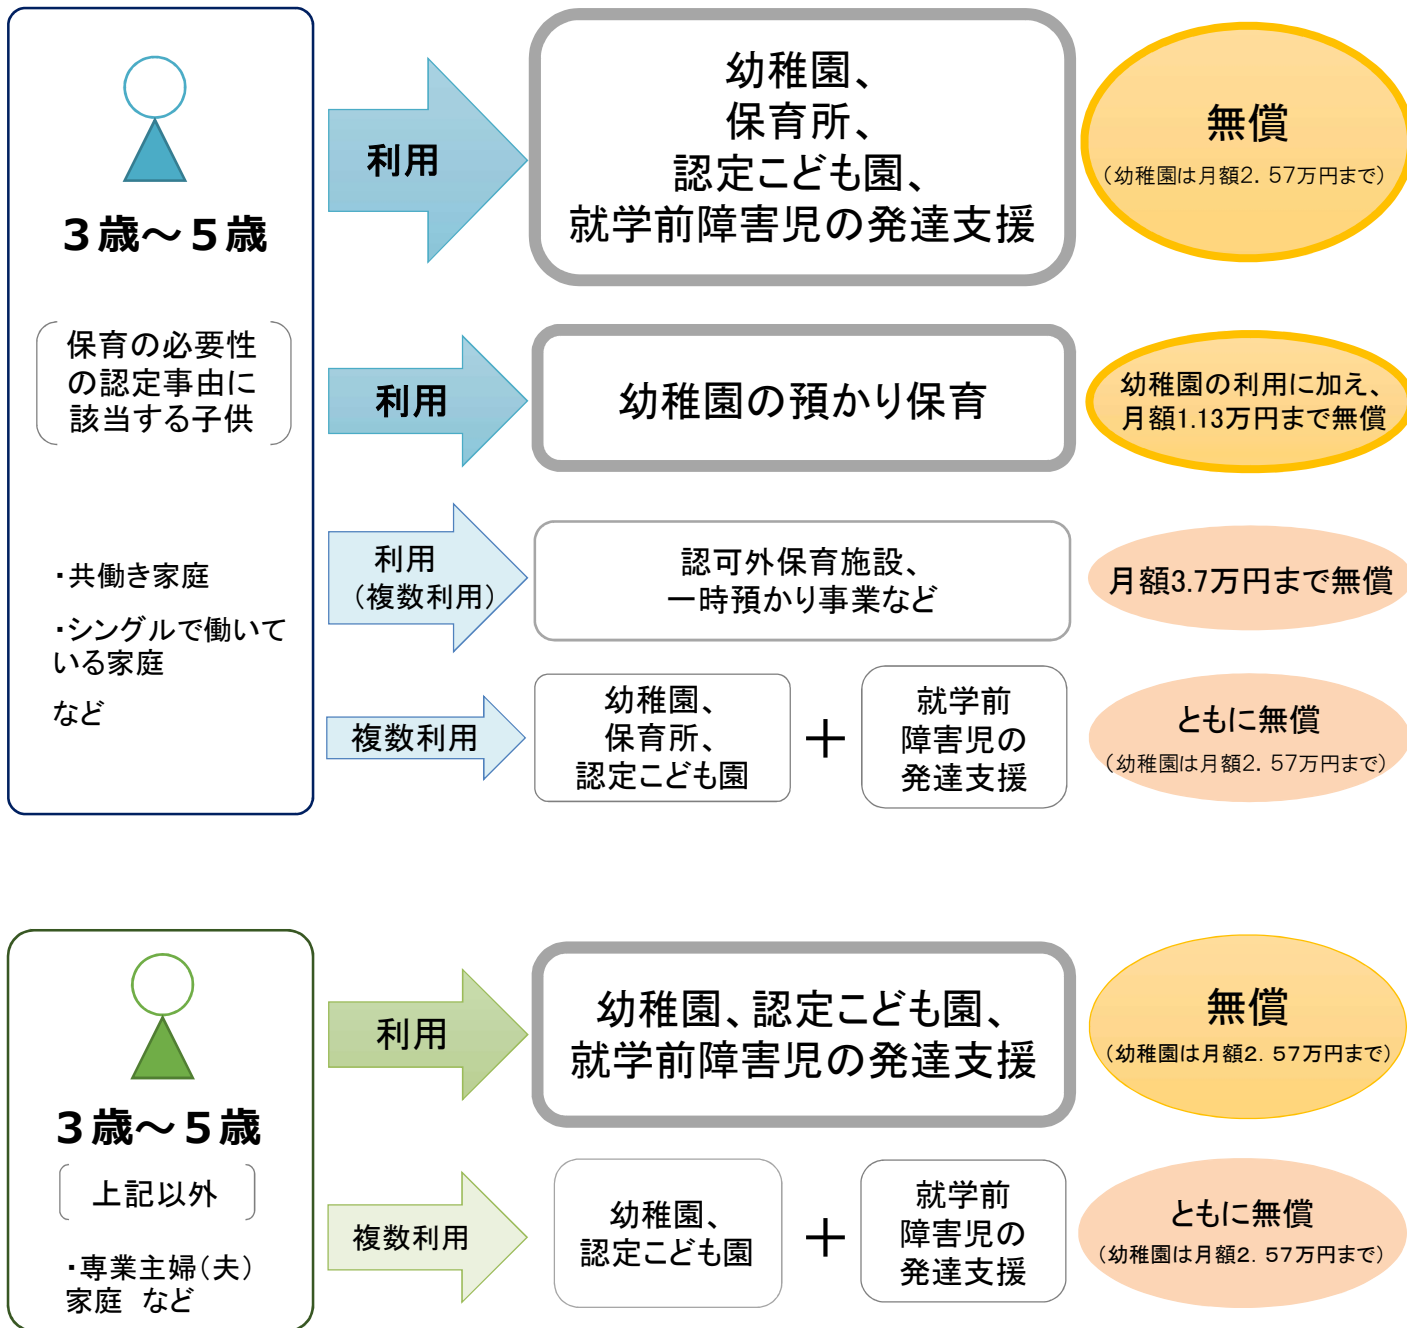 3歳～5歳
保育の必要性
の認定事由に
該当する子供
・共働き家庭
・シングルで働いて
いる家庭
など
利用
幼稚園、
保育所、
認定こども園、
就学前障害児の発達支援
無償
（幼稚園は月額2．57万円まで）
利用
幼稚園の預かり保育
幼稚園の利用に加え、
月額1.13万円まで無償
利用
（複数利用）
認可外保育施設、
一時預かり事業など
月額3.7万円まで無償
複数利用
幼稚園、
保育所、
認定こども園
＋
就学前
障害児の
発達支援
ともに無償
（幼稚園は月額2．57万円まで）
3歳～5歳
上記以外
・専業主婦（夫）
家庭　など
利用
幼稚園、認定こども園、
就学前障害児の発達支援
無償
（幼稚園は月額2．57万円まで）
複数利用
幼稚園、
認定こども園
＋
就学前
障害児の
発達支援
ともに無償
（幼稚園は月額2．57万円まで）